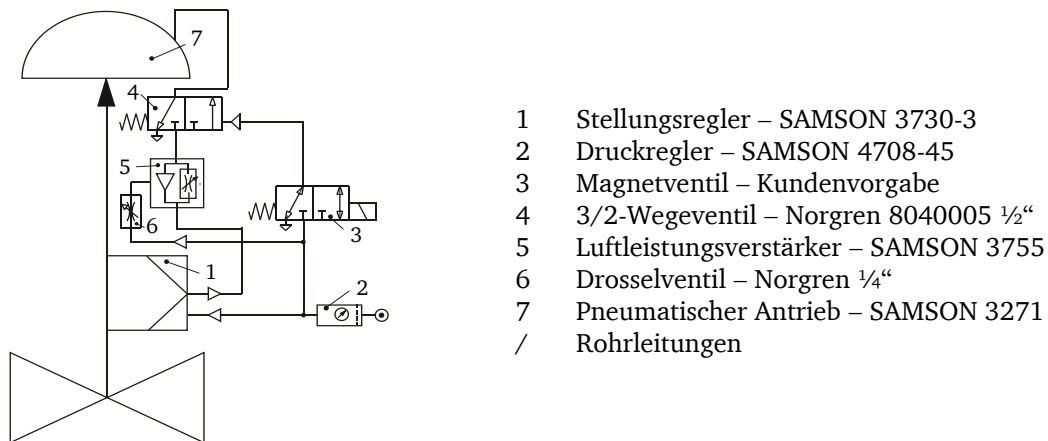 7
4
5
6
3
1
2
1 Stellungsregler – SAMSON 3730-3
2 Druckregler – SAMSON 4708-45
3 Magnetventil – Kundenvorgabe
4 3/2-Wegeventil – Norgren 8040005 ½“
5 Luftleistungsverstärker – SAMSON 3755
6 Drosselventil – Norgren ¼“
7 Pneumatischer Antrieb – SAMSON 3271
/ Rohrleitungen